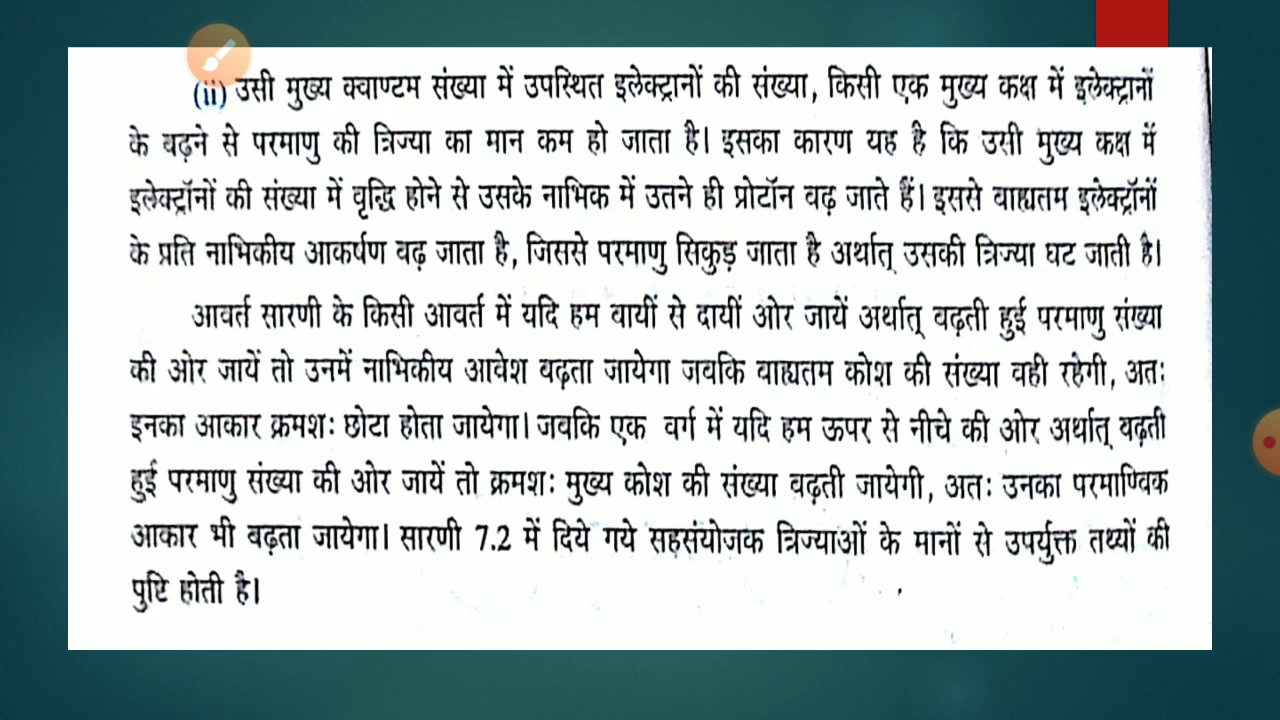 (ii) उसी मुख्य क्वाण्टम संख्या में उपस्थित इलेक्ट्रानों की संख्या, किसी एक मुख्य कक्ष में इलेक्ट्रानों
के बढ़ने से परमाणु की त्रिज्या का मान कम हो जाता है। इसका कारण यह है कि उसी मुख्य कक्ष में
इलेक्ट्रॉनों की संख्या में वृद्धि होने से उसके नाभिक में उतने ही प्रोटॉन बढ़ जाते हैं। इससे वाह्यतम इलेक्ट्रॉनों
के प्रति नाभिकीय आकर्षण बढ़ जाता है, जिससे परमाणु सिकुड़ जाता है अर्थात् उसकी त्रिज्या घट जाती है।
आवर्त सारणी के किसी आवर्त में यदि हम बायीं से दायीं ओर जायें अर्थात् बढ़ती हुई परमाणु संख्या
की ओर जायें तो उनमें नाभिकीय आवेश बढ़ता जायेगा जबकि वाह्यतम कोश की संख्या वही रहेगी, अतः
इनका आकार क्रमशः छोटा होता जायेगा। जबकि एक वर्ग में यदि हम ऊपर से नीचे की ओर अर्थात् बढ़ती
हुई परमाणु संख्या की ओर जायें तो क्रमशः मुख्य कोश की संख्या बढ़ती जायेगी, अतः उनका परमाण्विक
आकार भी बढ़ता जायेगा। सारणी 7.2 में दिये गये सहसंयोजक त्रिज्याओं के मानों से उपर्युक्त तथ्यों की
पुष्टि होती है।